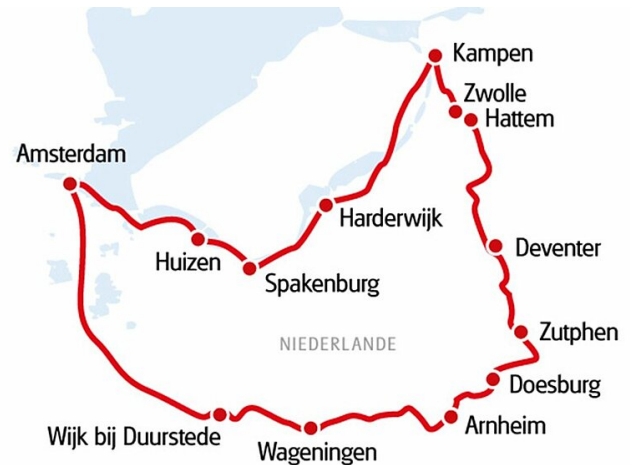 Kampen
Zwolle
Hattem
Amsterdam
Harderwijk
Huizen
Deventer
Spakenburg
Zutphen
NIEDERLANDE
Doesburg
Arnheim
Wijk bij Duurstede
Wageningen